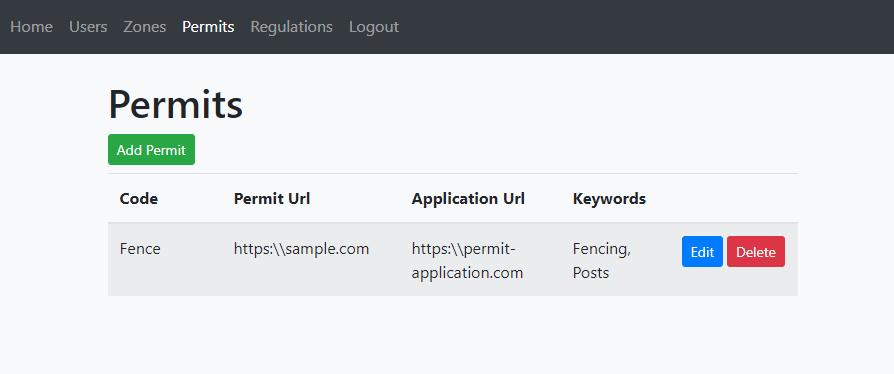 Home Users Zones Permits Regulations Logout
Permits
Add Permit
Code Permit Url Application Url Keywords
Fence https:\\sample.com https:\\permit- Fencing, Edit Delete
application.com Posts